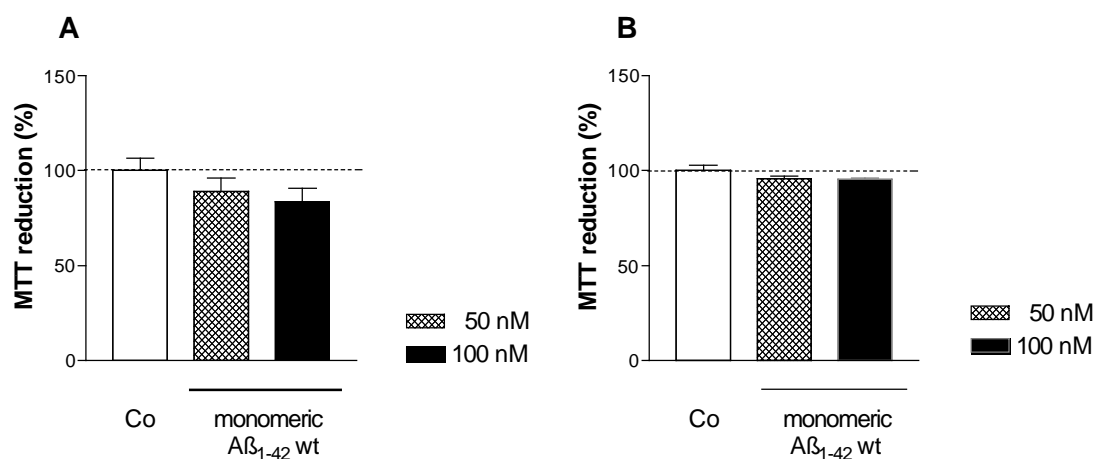 A
MTT reduction (%)
150
100
50
0
Co
monomeric
Aß1-42 wt
50 nM
100 nM
B
MTT reduction (%)
150
100
50
0
Co
monomeric
Aß1-42 wt
50 nM
100 nM